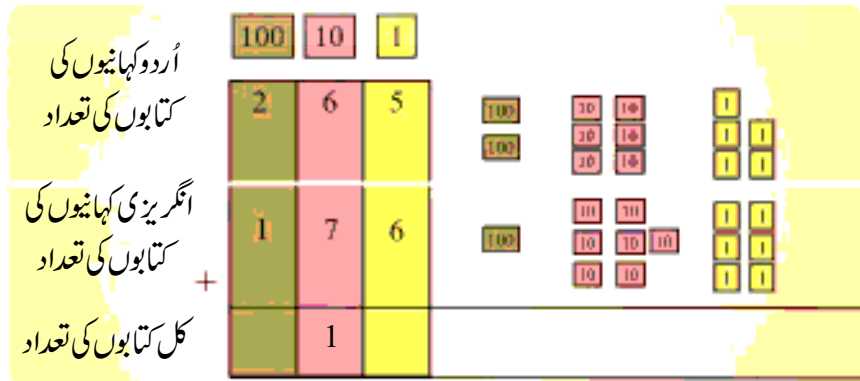 100 10 1
اُردو کہانیوں کی
کتابوں کی تعداد
2 6 5
100 10 10 1
100 10 10 1 1
10 10 1 1
انگریزی کہانیوں کی
کتابوں کی تعداد
+ 1 7 6
10 10 1 1
100 10 10 10 1 1
10 10 1 1
کل کتابوں کی تعداد
1